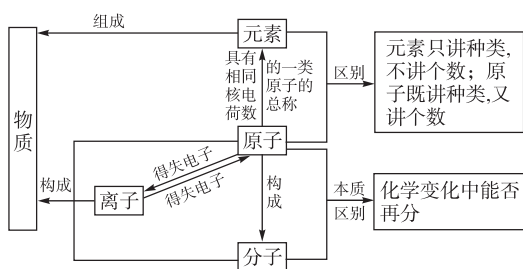 组成
元素
具有
相同
核电
荷数
的一类
原子的
总称
区别
元素只讲种类,
不讲个数；原
子既讲种类,又
讲个数
物质
原子
得失电子
得失电子
构成
离子
构成
本质
区别
化学变化中能否
再分
分子